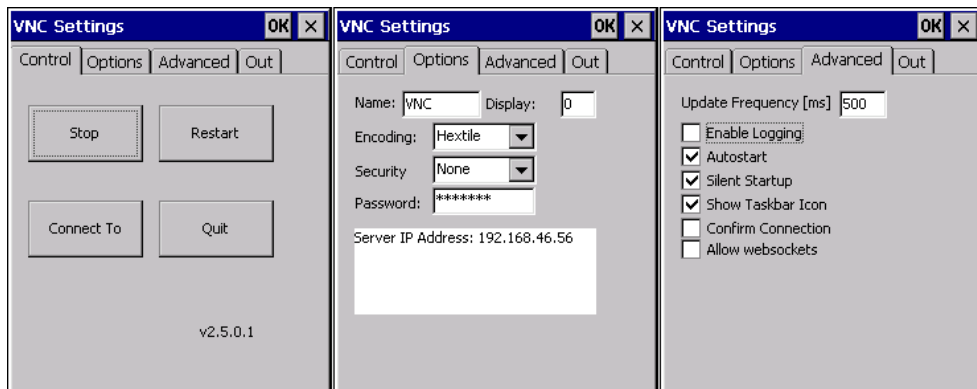 VNC Settings OK ×
Control Options Advanced Out
Stop Restart
Connect To Quit
v2.5.0.1
VNC Settings OK ×
Control Options Advanced Out
Name: VNC Display: 0
Encoding: Hextile
Security None
Password: *******
Server IP Address: 192.168.46.56
VNC Settings OK ×
Control Options Advanced Out
Update Frequency [ms] 500
Enable Logging
Autostart
Silent Startup
Show Taskbar Icon
Confirm Connection
Allow websockets